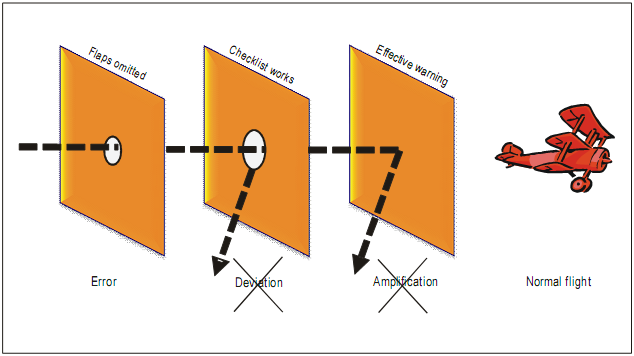 Flaps omitted
Checklist works
Effective warning
Error
Deviation
Amplification
Normal flight